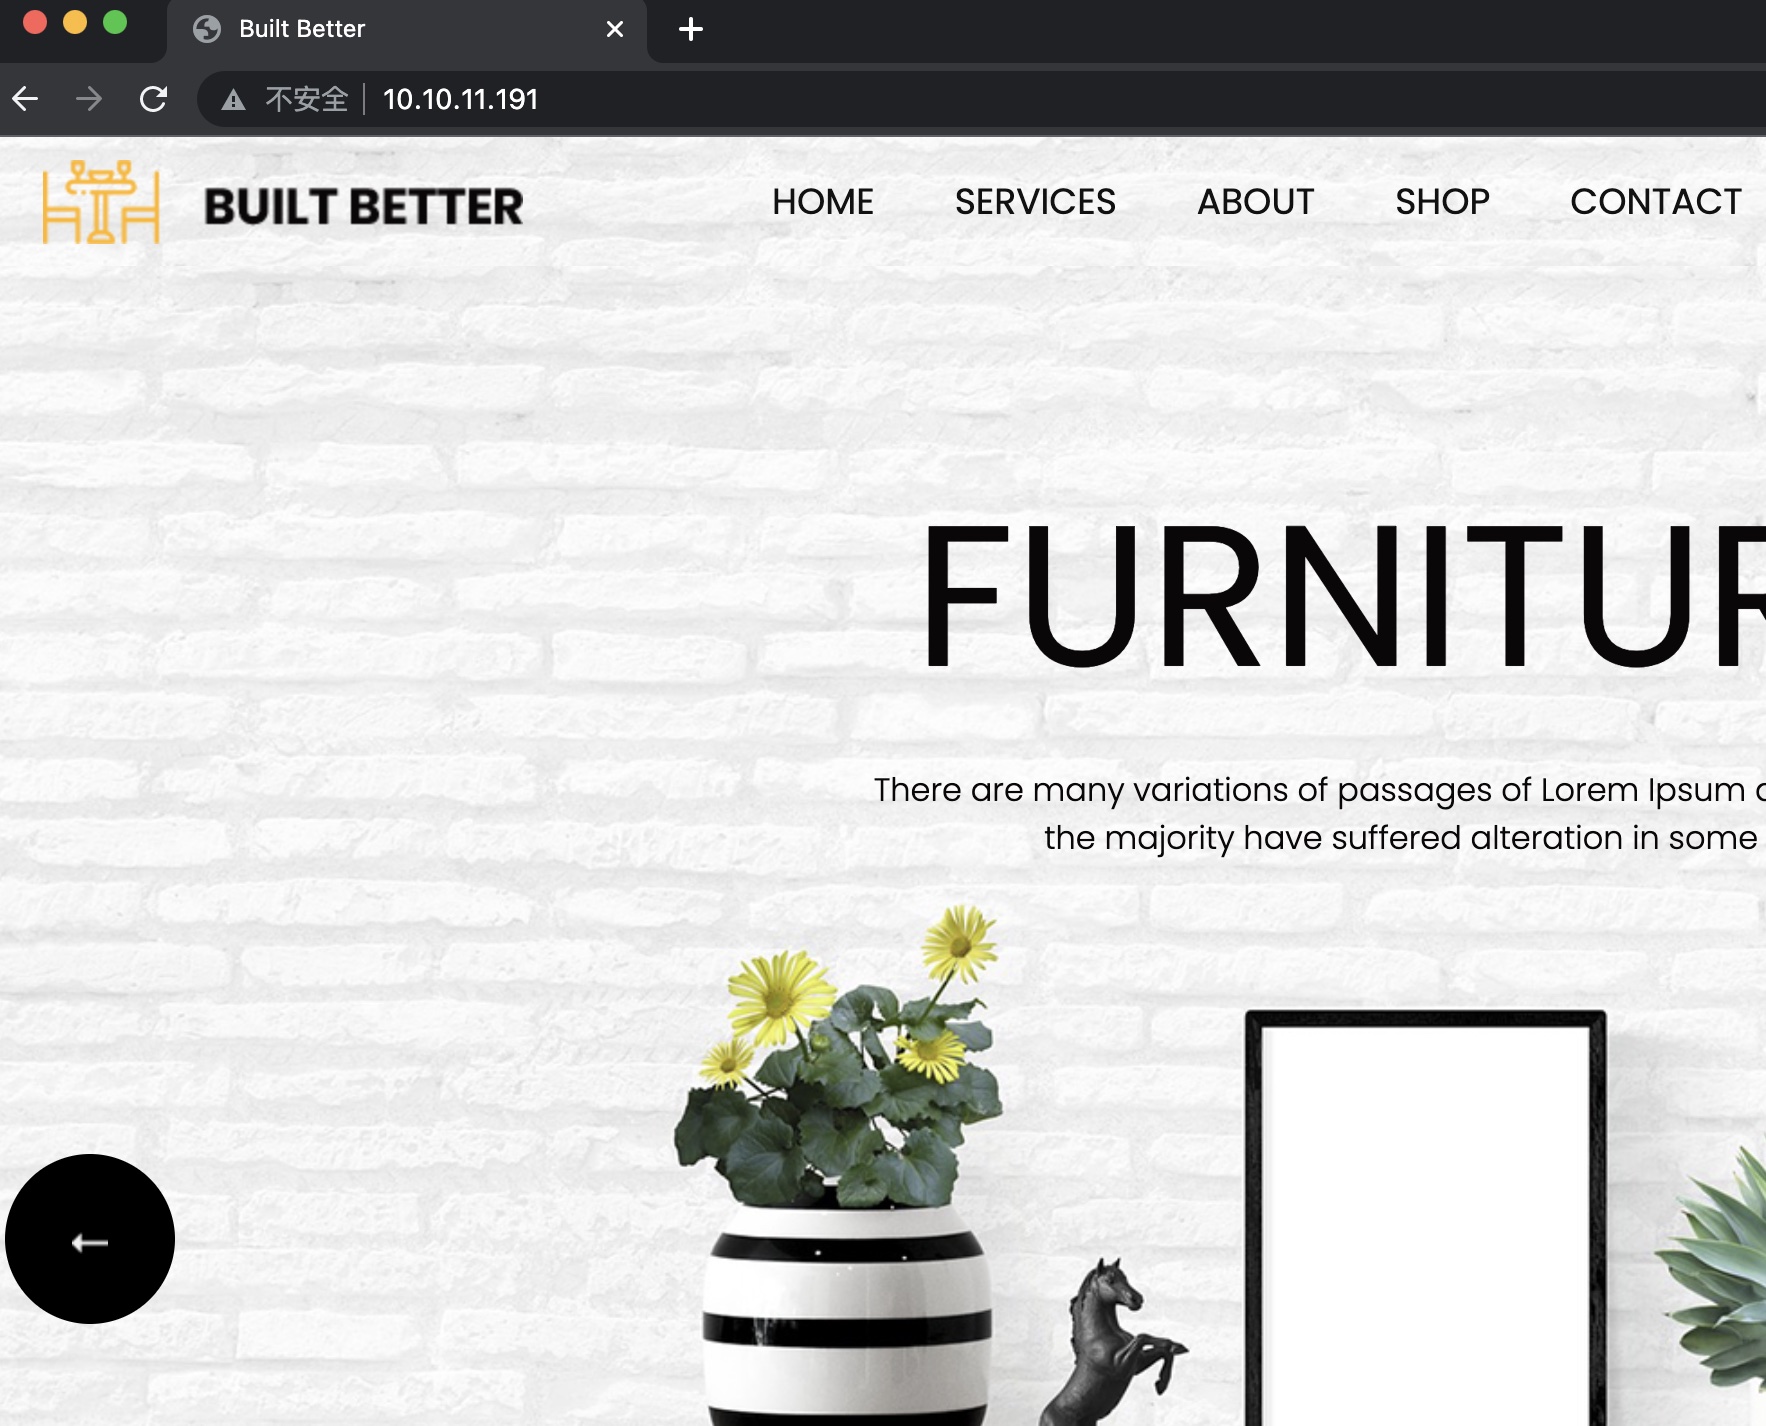 Built Better
不安全 10.10.11.191
BUILT BETTER HOME SERVICES ABOUT SHOP CONTACT
FURNITUR
There are many variations of passages of Lorem Ipsum
the majority have suffered alteration in some